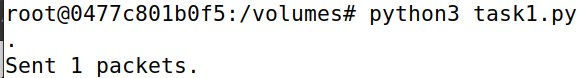 root@0477c801b0f5:/volumes# python3 task1.py
.
Sent 1 packets.